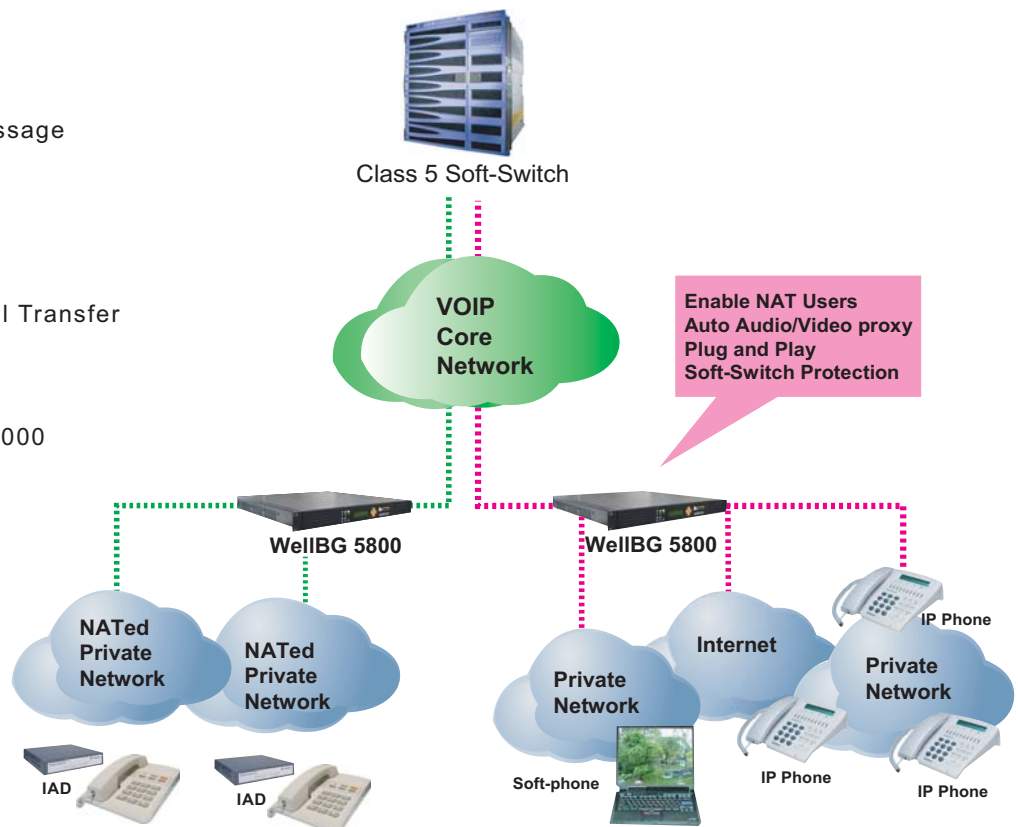 ssage
Class 5 Soft-Switch
l Transfer
000
VOIP
Core
Network
Enable NAT Users
Auto Audio/Video proxy
Plug and Play
Soft-Switch Protection
WellBG 5800
WellBG 5800
NATed
Private
Network
NATed
Private
Network
Private
Network
Internet
Private
Network
IP Phone
IAD
IAD
Soft-phone
IP Phone
IP Phone